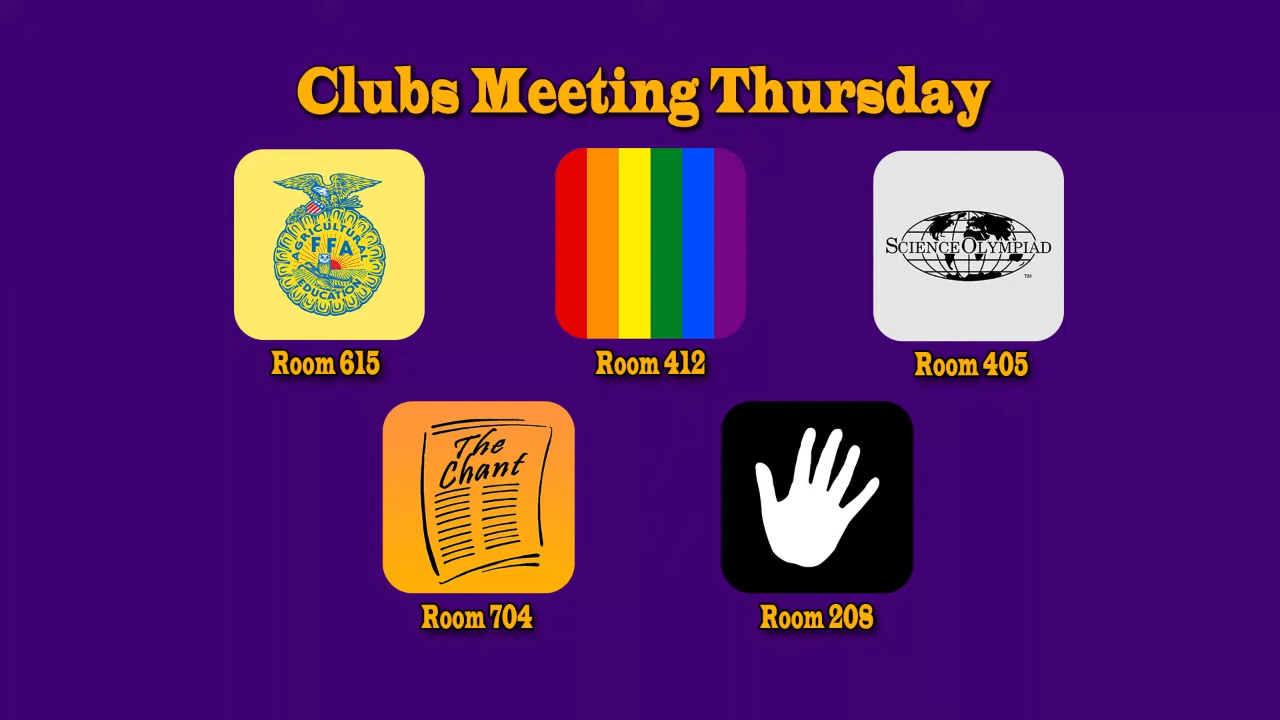 Clubs Meeting Thursday
AGRICULTURAL
FFA
EDUCATION
SCIENCE OLYMPIAD
TM
Room 615
Room 412
Room 405
The
Chant
Room 704
Room 208